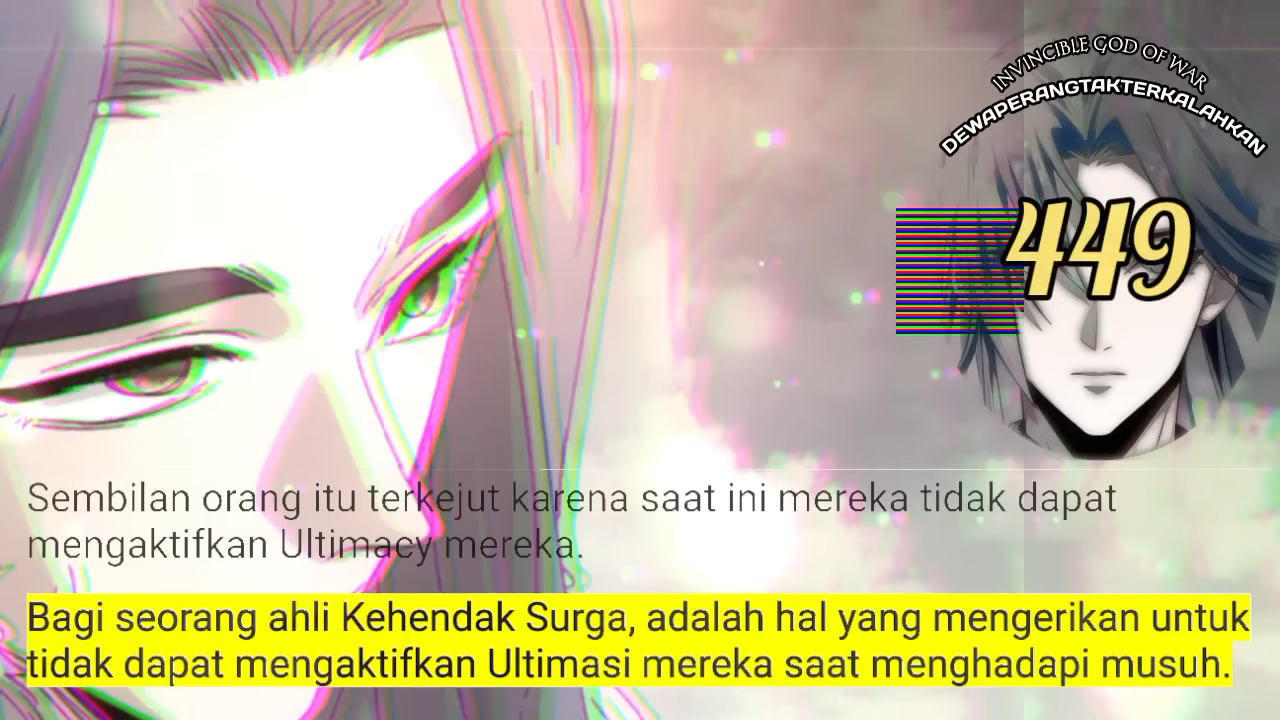 INVINCIBLE GOD OF WAR
DEWAPERANGTAKTERKALAHKAN
449
Sembilan orang itu terkejut karena saat ini mereka tidak dapat
mengaktifkan Ultimacy mereka.
Bagi seorang ahli Kehendak Surga, adalah hal yang mengerikan untuk
tidak dapat mengaktifkan Ultimasi mereka saat menghadapi musuh.